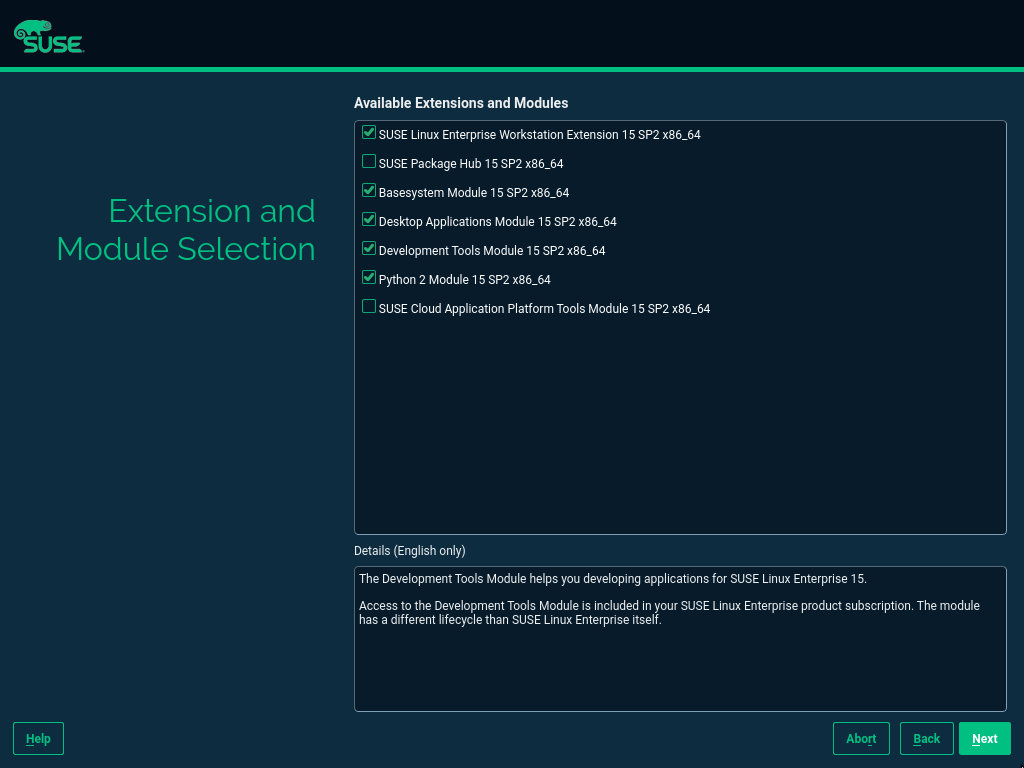 SUSE
Available Extensions and Modules
SUSE Linux Enterprise Workstation Extension 15 SP2 x86_64
SUSE Package Hub 15 SP2 x86_64
Basesystem Module 15 SP2 x86_64
Desktop Applications Module 15 SP2 x86_64
Development Tools Module 15 SP2 x86_64
Python 2 Module 15 SP2 x86_64
SUSE Cloud Application Platform Tools Module 15 SP2 x86_64
Extension and
Module Selection
Details (English only)
The Development Tools Module helps you developing applications for SUSE Linux Enterprise 15.
Access to the Development Tools Module is included in your SUSE Linux Enterprise product subscription. The module
has a different lifecycle than SUSE Linux Enterprise itself.
Help
Abort
Back
Next